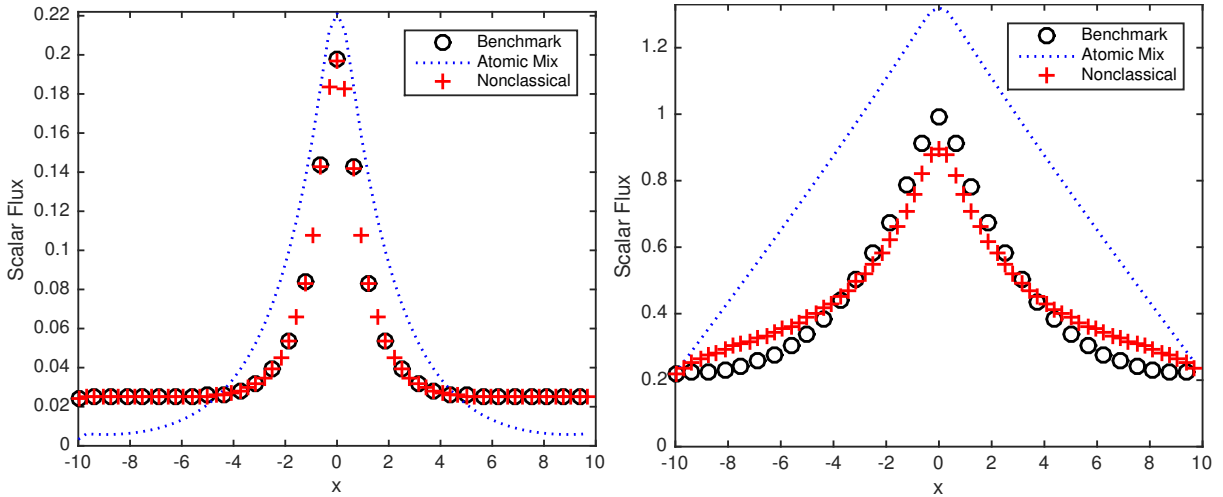 0.22
0.2
0.18
0.16
0.14
0.12
0.1
0.08
0.06
0.04
0.02
0
Scalar Flux
Benchmark
Atomic Mix
Nonclassical
-10 -8 -6 -4 -2 0 2 4 6 8 10
x
1.2
1
0.8
0.6
0.4
0.2
0
Scalar Flux
Benchmark
Atomic Mix
Nonclassical
-10 -8 -6 -4 -2 0 2 4 6 8 10
x